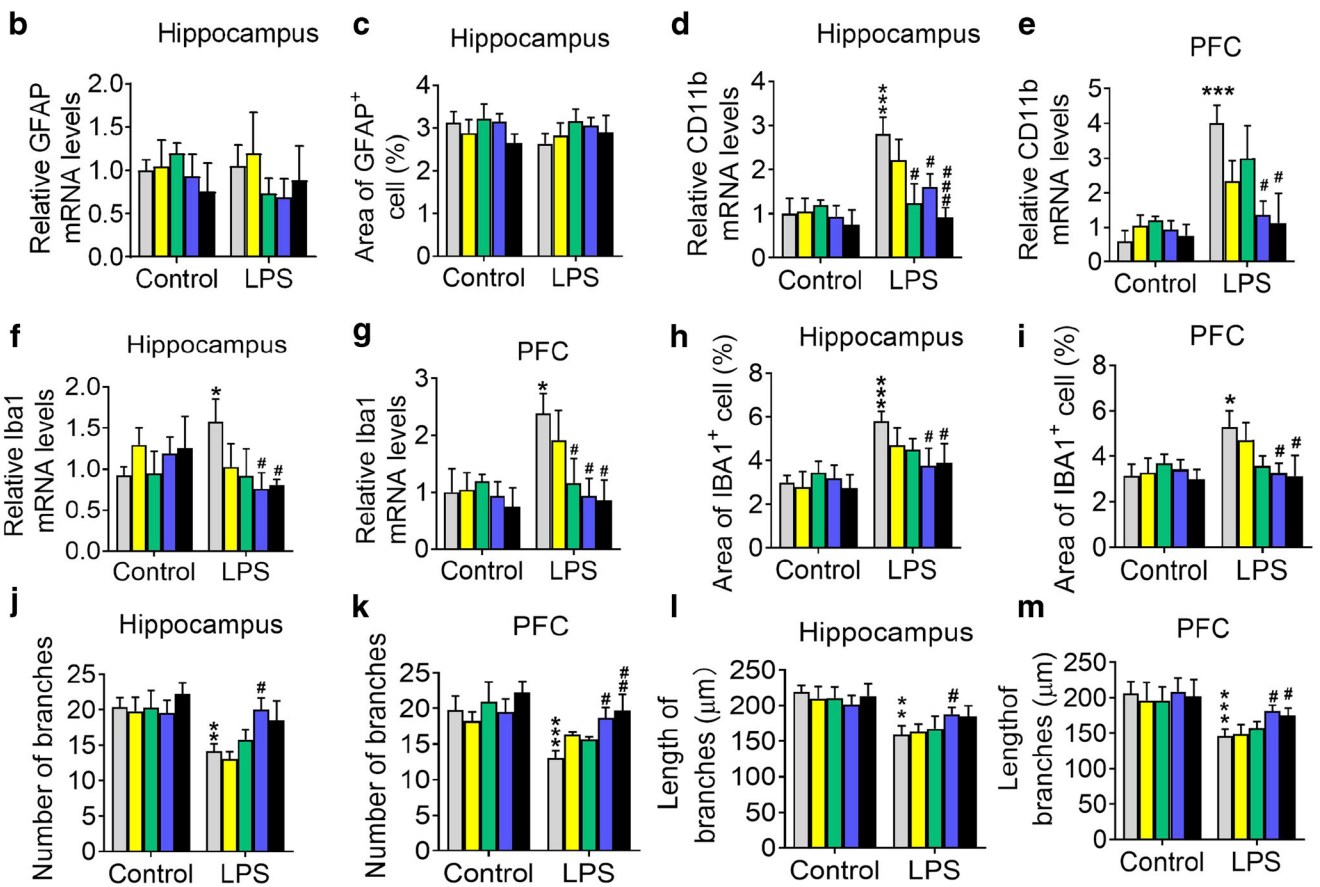 b
Hippocampus
Relative GFAP
mRNA levels
2.0
1.5
1.0
0.5
0.0
Control
LPS
c
Hippocampus
Area of GFAP+
cell (%)
4
3
2
1
0
Control
LPS
d
Hippocampus
Relative CD11b
mRNA levels
4
3
2
1
0
***
#
#
###
Control
LPS
e
PFC
Relative CD11b
mRNA levels
5
4
3
2
1
0
***
#
#
Control
LPS
f
Hippocampus
Relative Iba1
mRNA levels
2.0
1.5
1.0
0.5
0.0
*
#
#
Control
LPS
g
PFC
Relative Iba1
mRNA levels
3
2
1
0
*
#
#
#
Control
LPS
h
Hippocampus
Area of IBA1+ cell (%)
8
6
4
2
0
***
#
#
Control
LPS
i
PFC
Area of IBA1+ cell (%)
8
6
4
2
0
*
#
#
Control
LPS
j
Hippocampus
Number of branches
25
20
15
10
5
0
**
#
Control
LPS
k
PFC
Number of branches
25
20
15
10
5
0
***
#
##
Control
LPS
l
Hippocampus
Length of
branches (μm)
250
200
150
100
50
0
**
#
Control
LPS
m
PFC
Lengthof
branches (μm)
250
200
150
100
50
0
***
#
#
Control
LPS